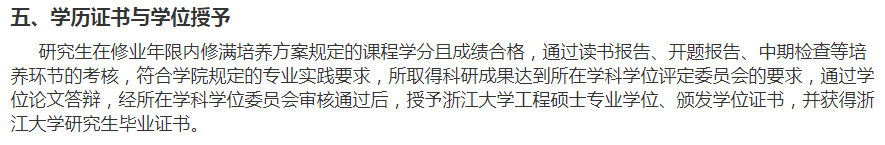 五、学历证书与学位授予
研究生在修业年限内修满培养方案规定的课程学分且成绩合格，通过读书报告、开题报告、中期检查等培
养环节的考核，符合学院规定的专业实践要求，所取得科研成果达到所在学科学位评定委员会的要求，通过学
位论文答辩，经所在学科学位委员会审核通过后，授予浙江大学工程硕士专业学位、颁发学位证书，并获得浙
江大学研究生毕业证书。